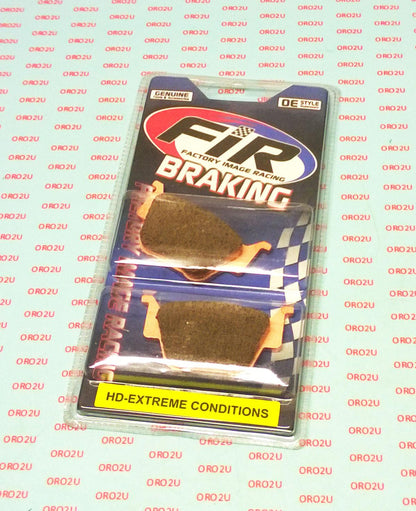 GENUINE
OE STYLE
FIR
FACTORY IMAGE RACING
BRAKING
HD-EXTREME CONDITIONS
ORO2U